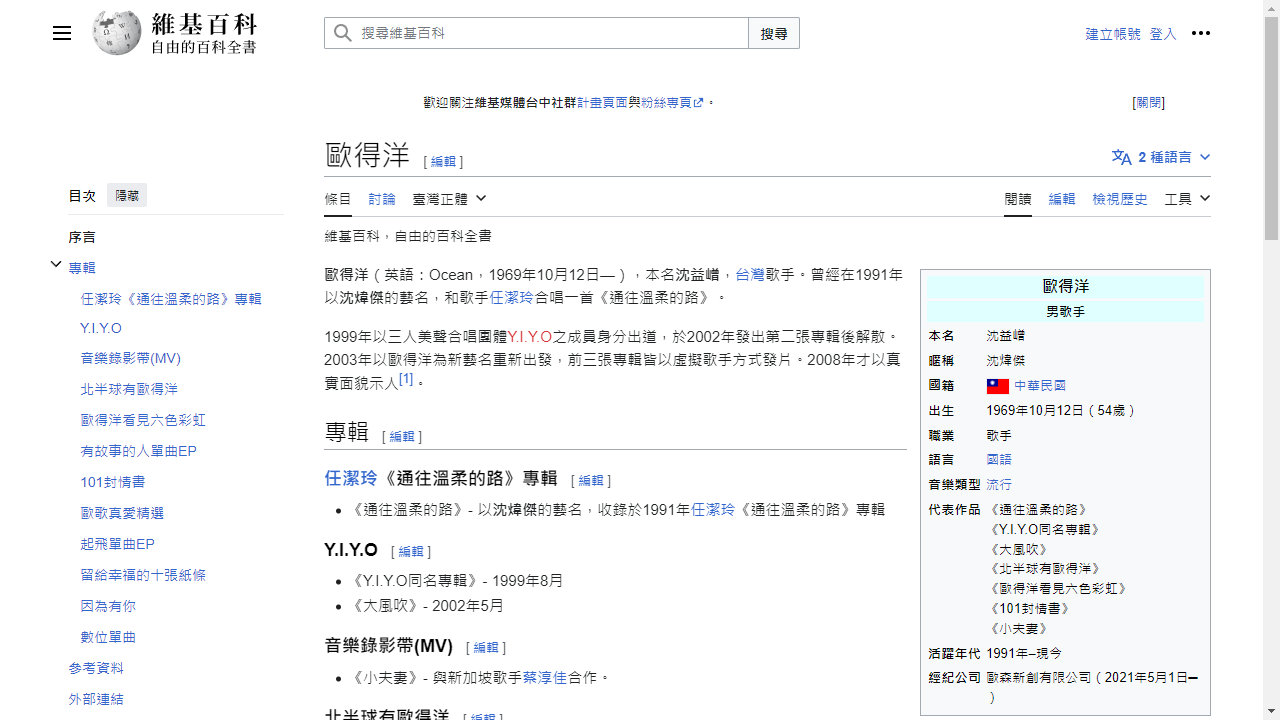 維基百科
自由的百科全書
搜尋維基百科
搜尋
建立帳號 登入
歡迎關注維基媒體台中社群計畫頁面與粉絲專頁。
[關閉]
歐得洋 [ 編輯 ]
2 種語言
目次 隱藏
序言
專輯
任潔玲《通往溫柔的路》專輯
Y.I.Y.O
音樂錄影帶(MV)
北半球有歐得洋
歐得洋看見六色彩虹
有故事的人單曲EP
101封情書
歐歌真愛精選
起飛單曲EP
留給幸福的十張紙條
因為有你
數位單曲
參考資料
外部連結
條目 討論 臺灣正體
閱讀 編輯 檢視歷史 工具
維基百科，自由的百科全書
歐得洋（英語：Ocean，1969年10月12日—），本名沈益嶒，台灣歌手。曾經在1991年
以沈煒傑的藝名，和歌手任潔玲合唱一首《通往溫柔的路》。
1999年以三人美聲合唱團體Y.I.Y.O之成員身分出道，於2002年發出第二張專輯後解散。
2003年以歐得洋為新藝名重新出發，前三張專輯皆以虛擬歌手方式發片。2008年才以真
實面貌示人[1]。
專輯 [ 編輯 ]
任潔玲《通往溫柔的路》專輯 [ 編輯 ]
《通往溫柔的路》- 以沈煒傑的藝名，收錄於1991年任潔玲《通往溫柔的路》專輯
Y.I.Y.O [ 編輯 ]
《Y.I.Y.O同名專輯》- 1999年8月
《大風吹》- 2002年5月
音樂錄影帶(MV) [ 編輯 ]
《小夫妻》- 與新加坡歌手蔡淳佳合作。
北半球有歐得洋 [ 編輯 ]
歐得洋
男歌手
本名 沈益嶒
暱稱 沈煒傑
國籍 中華民國
出生 1969年10月12日（54歲）
職業 歌手
語言 國語
音樂類型 流行
代表作品 《通往溫柔的路》
《Y.I.Y.O同名專輯》
《大風吹》
《北半球有歐得洋》
《歐得洋看見六色彩虹》
《101封情書》
《小夫妻》
活躍年代 1991年–現今
經紀公司 歐森新創有限公司（2021年5月1日—
）